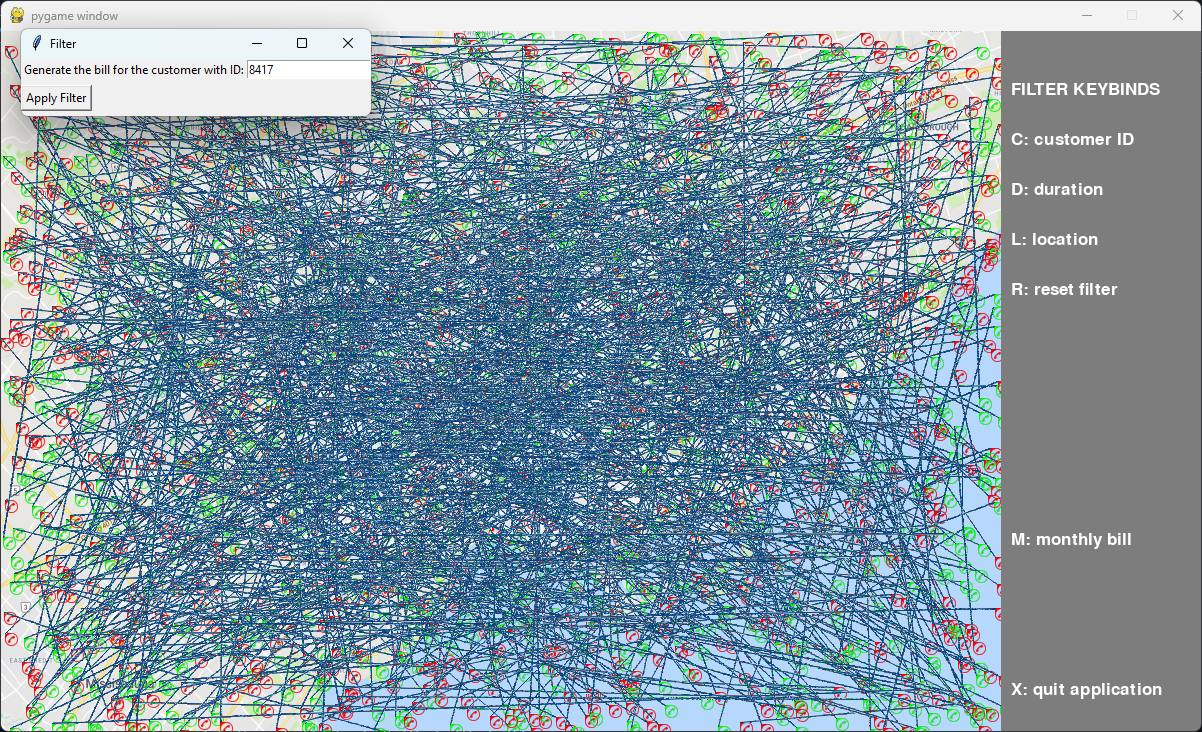 pygame window
Filter
Generate the bill for the customer with ID: 8417
Apply Filter
FILTER KEYBINDS
C: customer ID
D: duration
L: location
R: reset filter
M: monthly bill
X: quit application
3